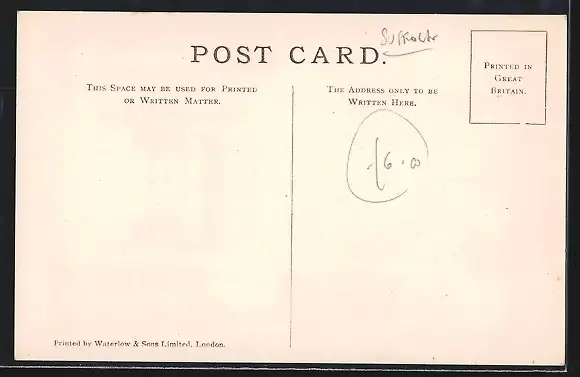 Suffolk
POST CARD.
PRINTED IN
GREAT
BRITAIN.
THIS SPACE MAY BE USED FOR PRINTED
OR WRITTEN MATTER.
THE ADDRESS ONLY TO BE
WRITTEN HERE.
£6.00
Printed by Waterlow & Sons Limited, London.